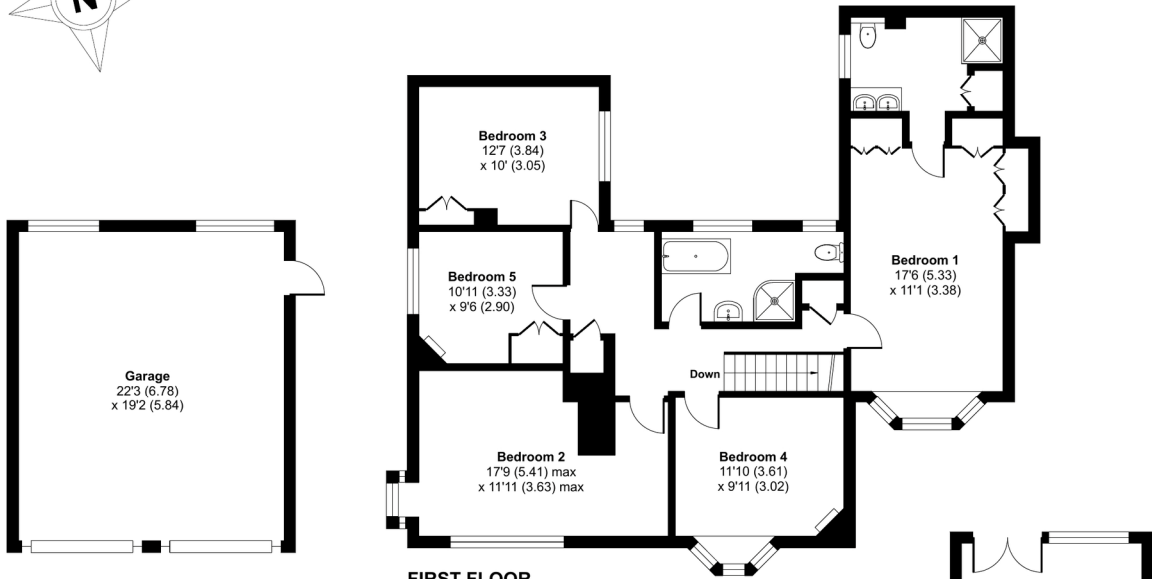 N
Bedroom 3
12'7 (3.84)
x 10' (3.05)
Bedroom 5
10'11 (3.33)
x 9'6 (2.90)
Bedroom 1
17'6 (5.33)
x 11'1 (3.38)
Garage
22'3 (6.78)
x 19'2 (5.84)
Down
Bedroom 2
17'9 (5.41) max
x 11'11 (3.63) max
Bedroom 4
11'10 (3.61)
x 9'11 (3.02)
FIRST FLOOR